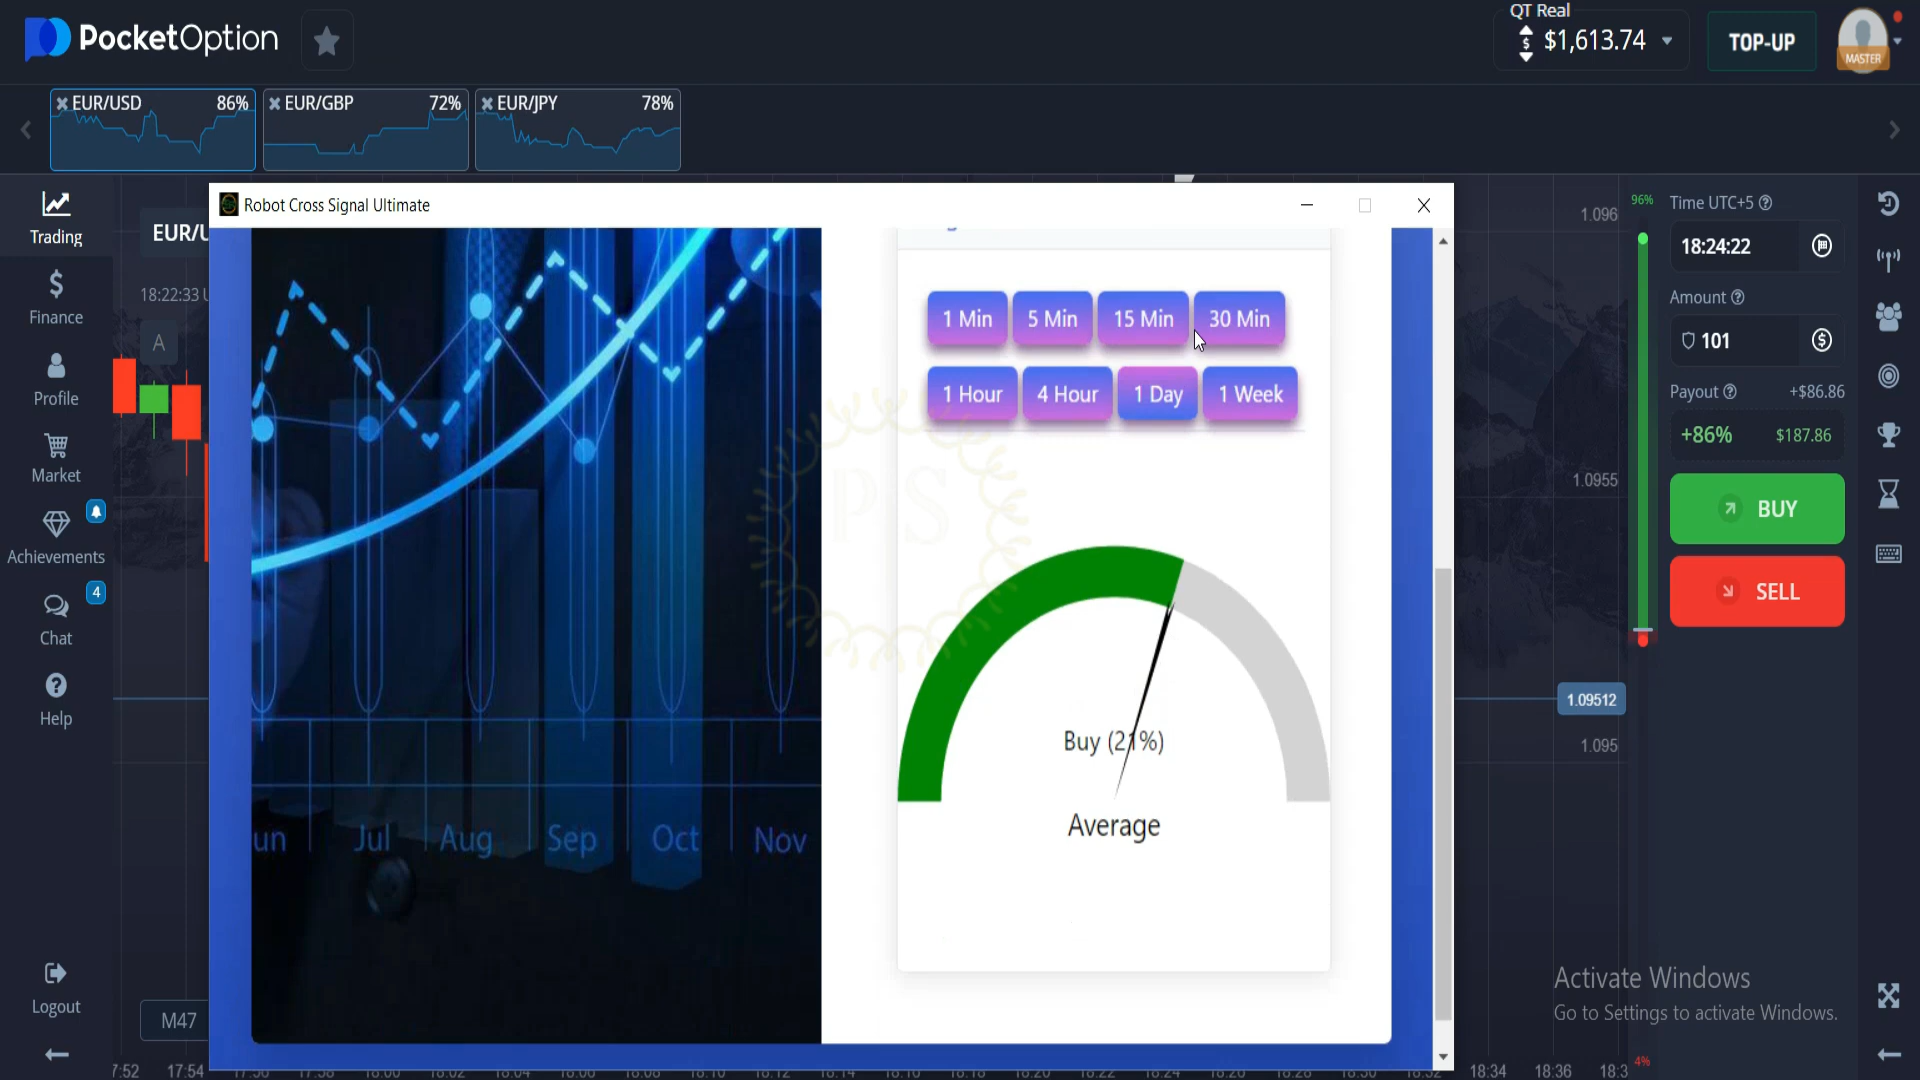 PocketOption
QT Real
$1,613.74
TOP-UP
MASTER
EUR/USD 86%
EUR/GBP 72%
EUR/JPY 78%
Trading
Finance
Profile
Market
Achievements
4
Chat
Help
Logout
EUR/U
18:22:33 U
A
M47
Robot Cross Signal Ultimate
1 Min 5 Min 15 Min 30 Min
1 Hour 4 Hour 1 Day 1 Week
PS
Buy (21%)
Average
Jul Aug Sep Oct Nov
1.096
1.0955
1.09512
1.095
96%
4%
Time UTC+5
18:24:22
Amount
101
Payout +$86.86
+86% $187.86
BUY
SELL
Activate Windows
Go to Settings to activate Windows.
17:54
18:34 18:36